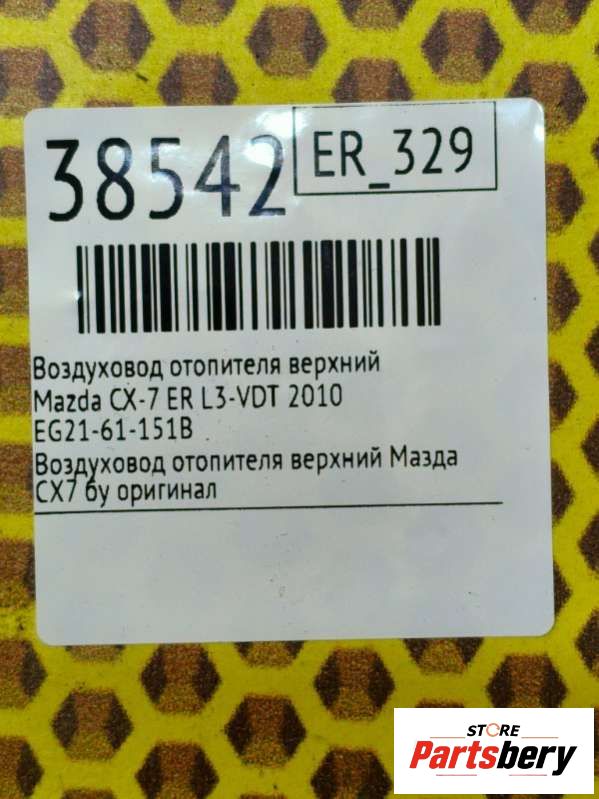 38542
ER_329
Воздуховод отопителя верхний
Mazda CX-7 ER L3-VDT 2010
EG21-61-151B
Воздуховод отопителя верхний Мазда
CX7 бу оригинал
STORE
Partsbery